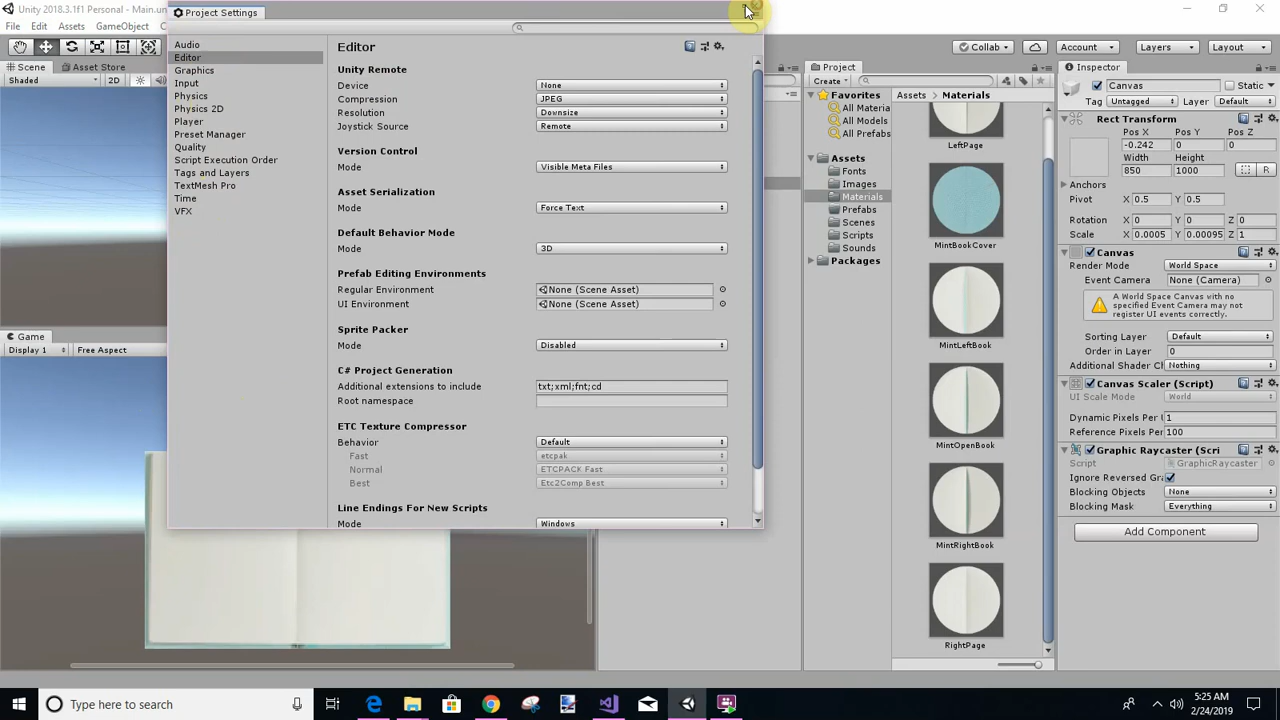 Unity 2018.3.1f1 Personal - Main.un
File Edit Assets GameObject
Collab Account Layers Layout
Scene Asset Store
Shaded 2D
Game
Display 1 Free Aspect
Project Settings
Audio
Editor
Graphics
Input
Physics
Physics 2D
Player
Preset Manager
Quality
Script Execution Order
Tags and Layers
TextMesh Pro
Time
VFX
Editor
Unity Remote
Device None
Compression JPEG
Resolution Downsize
Joystick Source Remote
Version Control
Mode Visible Meta Files
Asset Serialization
Mode Force Text
Default Behavior Mode
Mode 3D
Prefab Editing Environments
Regular Environment None (Scene Asset)
UI Environment None (Scene Asset)
Sprite Packer
Mode Disabled
C# Project Generation
Additional extensions to include txt;xml;fnt;cd
Root namespace
ETC Texture Compressor
Behavior Default
Fast etcpak
Normal ETCPACK Fast
Best Etc2Comp Best
Line Endings For New Scripts
Mode Windows
Project
Create
Favorites
All Materia
All Models
All Prefabs
Assets
Fonts
Images
Materials
Prefabs
Scenes
Scripts
Sounds
Packages
Assets Materials
LeftPage
MintBookCover
MintLeftBook
MintOpenBook
MintRightBook
RightPage
Inspector
Canvas Static
Tag Untagged Layer Default
Rect Transform
Pos X Pos Y Pos Z
-0.242 0 0
Width Height
850 1000
R
Anchors
Pivot X 0.5 Y 0.5
Rotation X 0 Y 0 Z 0
Scale X 0.0005 Y 0.00095 Z 1
Canvas
Render Mode World Space
Event Camera None (Camera)
A World Space Canvas with no
specified Event Camera may not
register UI events correctly.
Sorting Layer Default
Order in Layer 0
Additional Shader Ch Nothing
Canvas Scaler (Script)
UI Scale Mode World
Dynamic Pixels Per U 1
Reference Pixels Per 100
Graphic Raycaster (Scri
Script GraphicRaycaster
Ignore Reversed Gra
Blocking Objects None
Blocking Mask Everything
Add Component
Type here to search
5:25 AM
2/24/2019